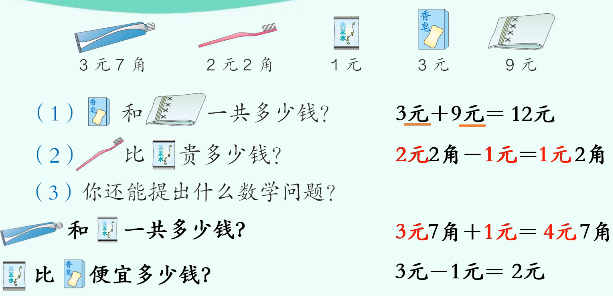 3元7角 2元2角 1元 3元 9元
(1) 香皂 和 一共多少钱? 3元+9元=12元
(2) 比 贵多少钱? 2元2角-1元=1元2角
(3) 你还能提出什么数学问题?
和 一共多少钱? 3元7角+1元=4元7角
比 便宜多少钱? 3元-1元=2元